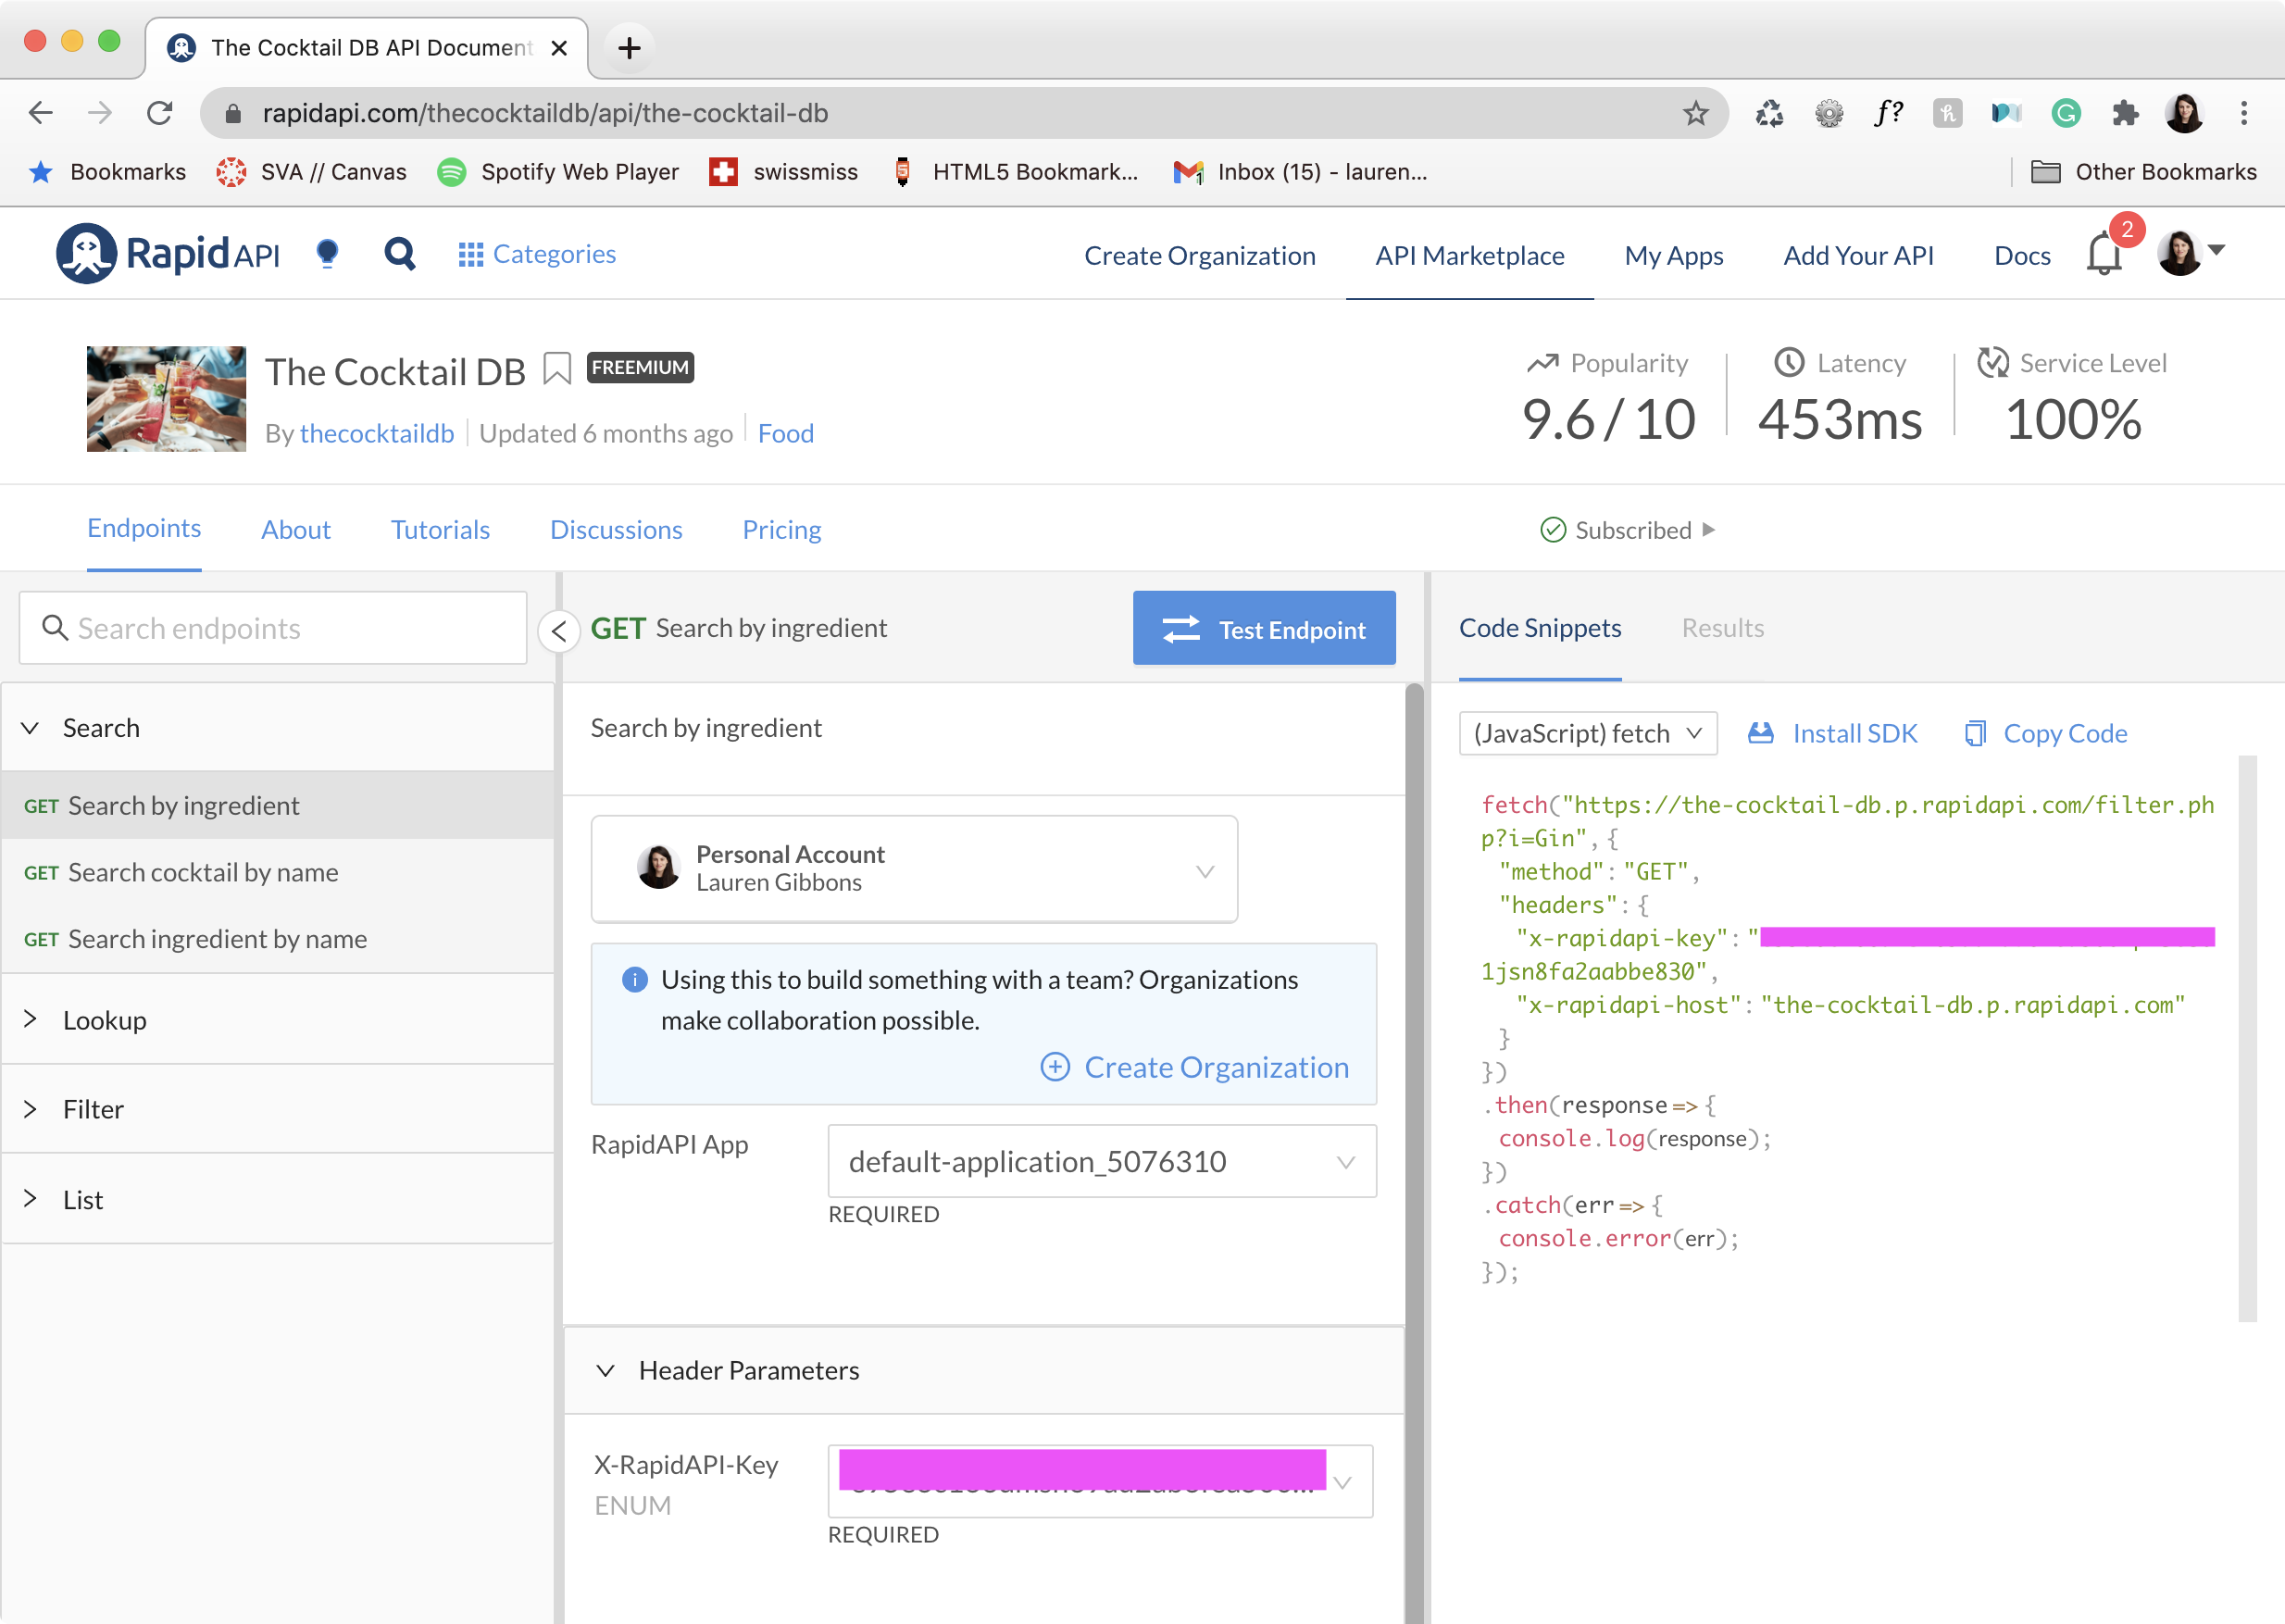 The Cocktail DB API Document
rapidapi.com/thecocktaildb/api/the-cocktail-db
f?
Bookmarks
SVA // Canvas
Spotify Web Player
swissmiss
HTML5 Bookmark...
Inbox (15) - lauren...
Other Bookmarks
RapidAPI
Categories
Create Organization
API Marketplace
My Apps
Add Your API
Docs
2
The Cocktail DB
FREEMIUM
By thecocktaildb
Updated 6 months ago
Food
Popularity
9.6 / 10
Latency
453ms
Service Level
100%
Endpoints
About
Tutorials
Discussions
Pricing
Subscribed
Search endpoints
Search
GET Search by ingredient
GET Search cocktail by name
GET Search ingredient by name
Lookup
Filter
List
GET Search by ingredient
Test Endpoint
Search by ingredient
Personal Account
Lauren Gibbons
Using this to build something with a team? Organizations
make collaboration possible.
Create Organization
RapidAPI App
default-application_5076310
REQUIRED
Header Parameters
X-RapidAPI-Key
ENUM
REQUIRED
Code Snippets
Results
(JavaScript) fetch
Install SDK
Copy Code
fetch("https://the-cocktail-db.p.rapidapi.com/filter.ph
p?i=Gin", {
"method": "GET",
"headers": {
"x-rapidapi-key": "
1jsn8fa2aabbe830",
"x-rapidapi-host": "the-cocktail-db.p.rapidapi.com"
}
})
.then(response => {
console.log(response);
})
.catch(err => {
console.error(err);
});